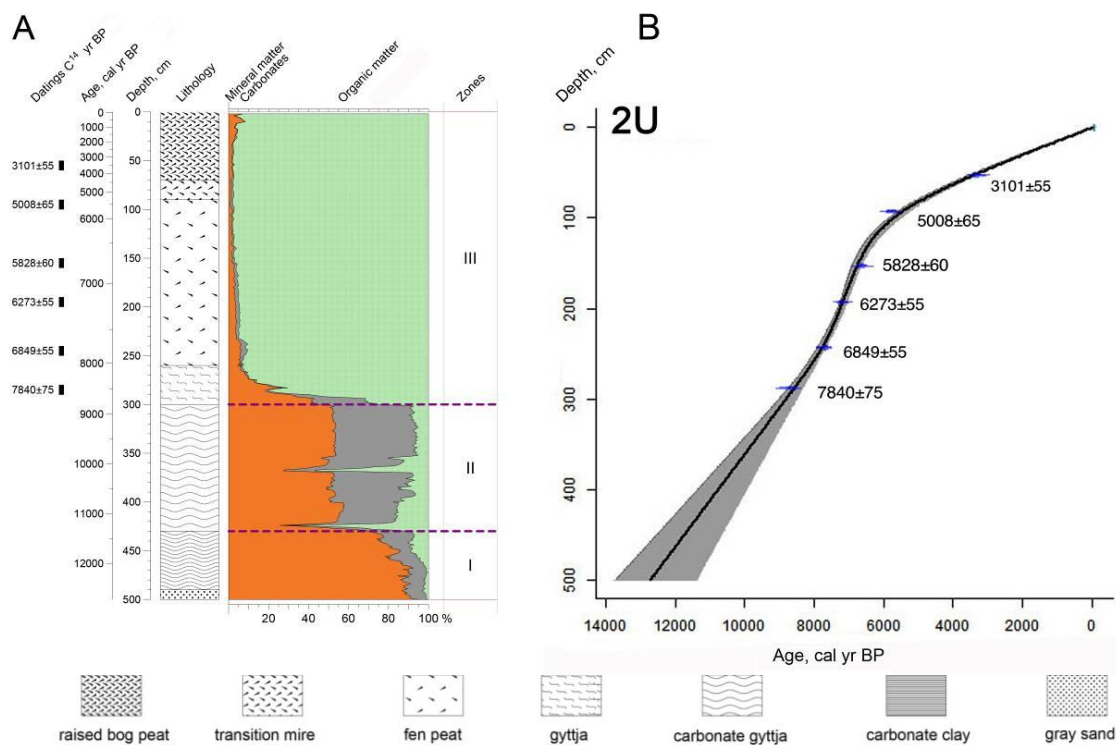 A
B
Datings C14 yr BP
Age, cal yr BP
Depth, cm
Lithology
Mineral matter
Carbonates
Organic matter
Zones
0
1000
2000
3000
4000
5000
6000
7000
8000
9000
10000
11000
12000
3101±55
5008±65
5828±60
6273±55
6849±55
7840±75
0
50
100
150
200
250
300
350
400
450
500
III
II
I
20 40 60 80 100 %
Depth, cm
2U
0
100
200
300
400
500
3101±55
5008±65
5828±60
6273±55
6849±55
7840±75
14000 12000 10000 8000 6000 4000 2000 0
Age, cal yr BP
raised bog peat transition mire fen peat gyttja carbonate gyttja carbonate clay gray sand